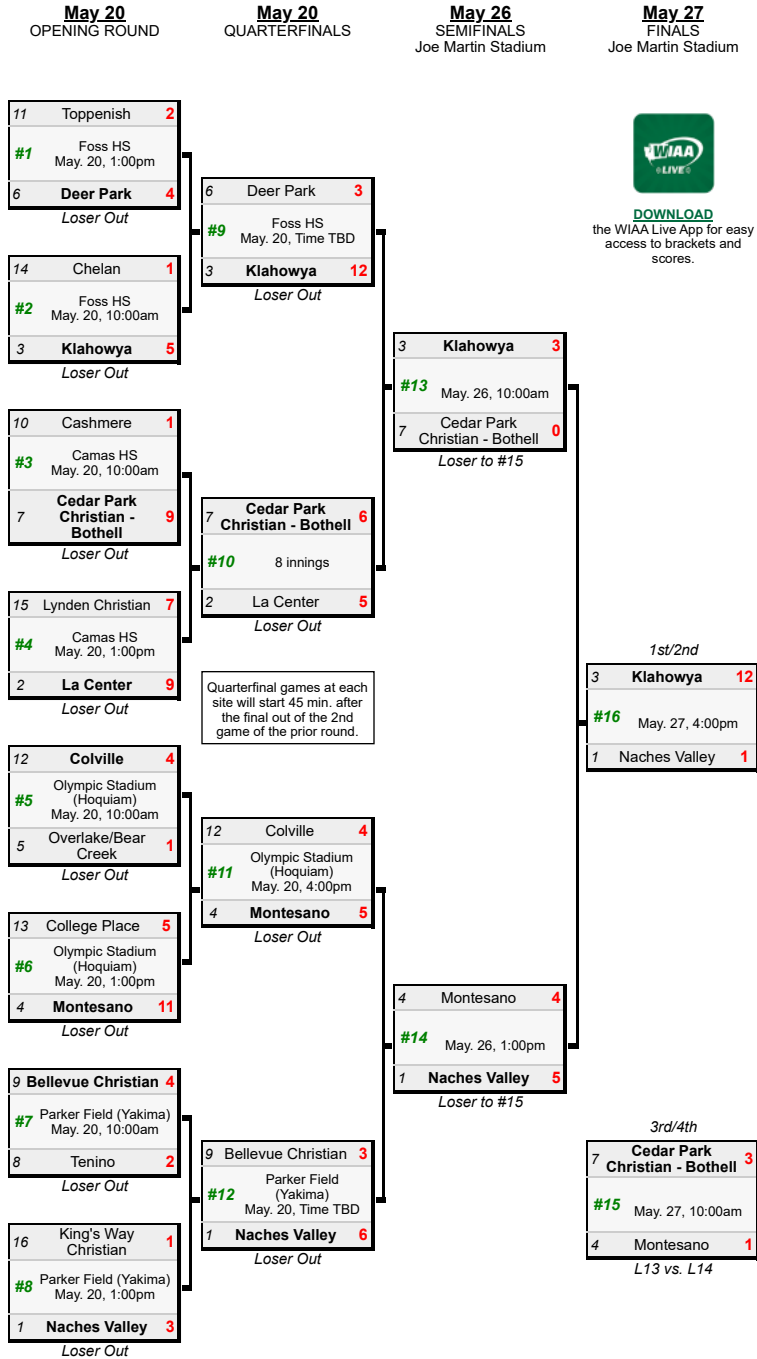 May 20
OPENING ROUND
May 20
QUARTERFINALS
May 26
SEMIFINALS
Joe Martin Stadium
May 27
FINALS
Joe Martin Stadium
11 Toppenish 2
#1 Foss HS
May. 20, 1:00pm
6 Deer Park 4
Loser Out
14 Chelan 1
#2 Foss HS
May. 20, 10:00am
3 Klahowya 5
Loser Out
10 Cashmere 1
#3 Camas HS
May. 20, 10:00am
7 Cedar Park
Christian -
Bothell 9
Loser Out
15 Lynden Christian 7
#4 Camas HS
May. 20, 1:00pm
2 La Center 9
Loser Out
12 Colville 4
#5 Olympic Stadium
(Hoquiam)
May. 20, 10:00am
5 Overlake/Bear
Creek 1
Loser Out
13 College Place 5
#6 Olympic Stadium
(Hoquiam)
May. 20, 1:00pm
4 Montesano 11
Loser Out
9 Bellevue Christian 4
#7 Parker Field (Yakima)
May. 20, 10:00am
8 Tenino 2
Loser Out
16 King's Way
Christian 1
#8 Parker Field (Yakima)
May. 20, 1:00pm
1 Naches Valley 3
Loser Out
6 Deer Park 3
#9 Foss HS
May. 20, Time TBD
3 Klahowya 12
Loser Out
7 Cedar Park
Christian - Bothell 6
#10 8 innings
2 La Center 5
Loser Out
Quarterfinal games at each
site will start 45 min. after
the final out of the 2nd
game of the prior round.
12 Colville 4
#11 Olympic Stadium
(Hoquiam)
May. 20, 4:00pm
4 Montesano 5
Loser Out
9 Bellevue Christian 3
#12 Parker Field
(Yakima)
May. 20, Time TBD
1 Naches Valley 6
Loser Out
3 Klahowya 3
#13 May. 26, 10:00am
7 Cedar Park
Christian - Bothell 0
Loser to #15
4 Montesano 4
#14 May. 26, 1:00pm
1 Naches Valley 5
Loser to #15
WIAA
LIVE
DOWNLOAD
the WIAA Live App for easy
access to brackets and
scores.
1st/2nd
3 Klahowya 12
#16 May. 27, 4:00pm
1 Naches Valley 1
3rd/4th
7 Cedar Park
Christian - Bothell 3
#15 May. 27, 10:00am
4 Montesano 1
L13 vs. L14